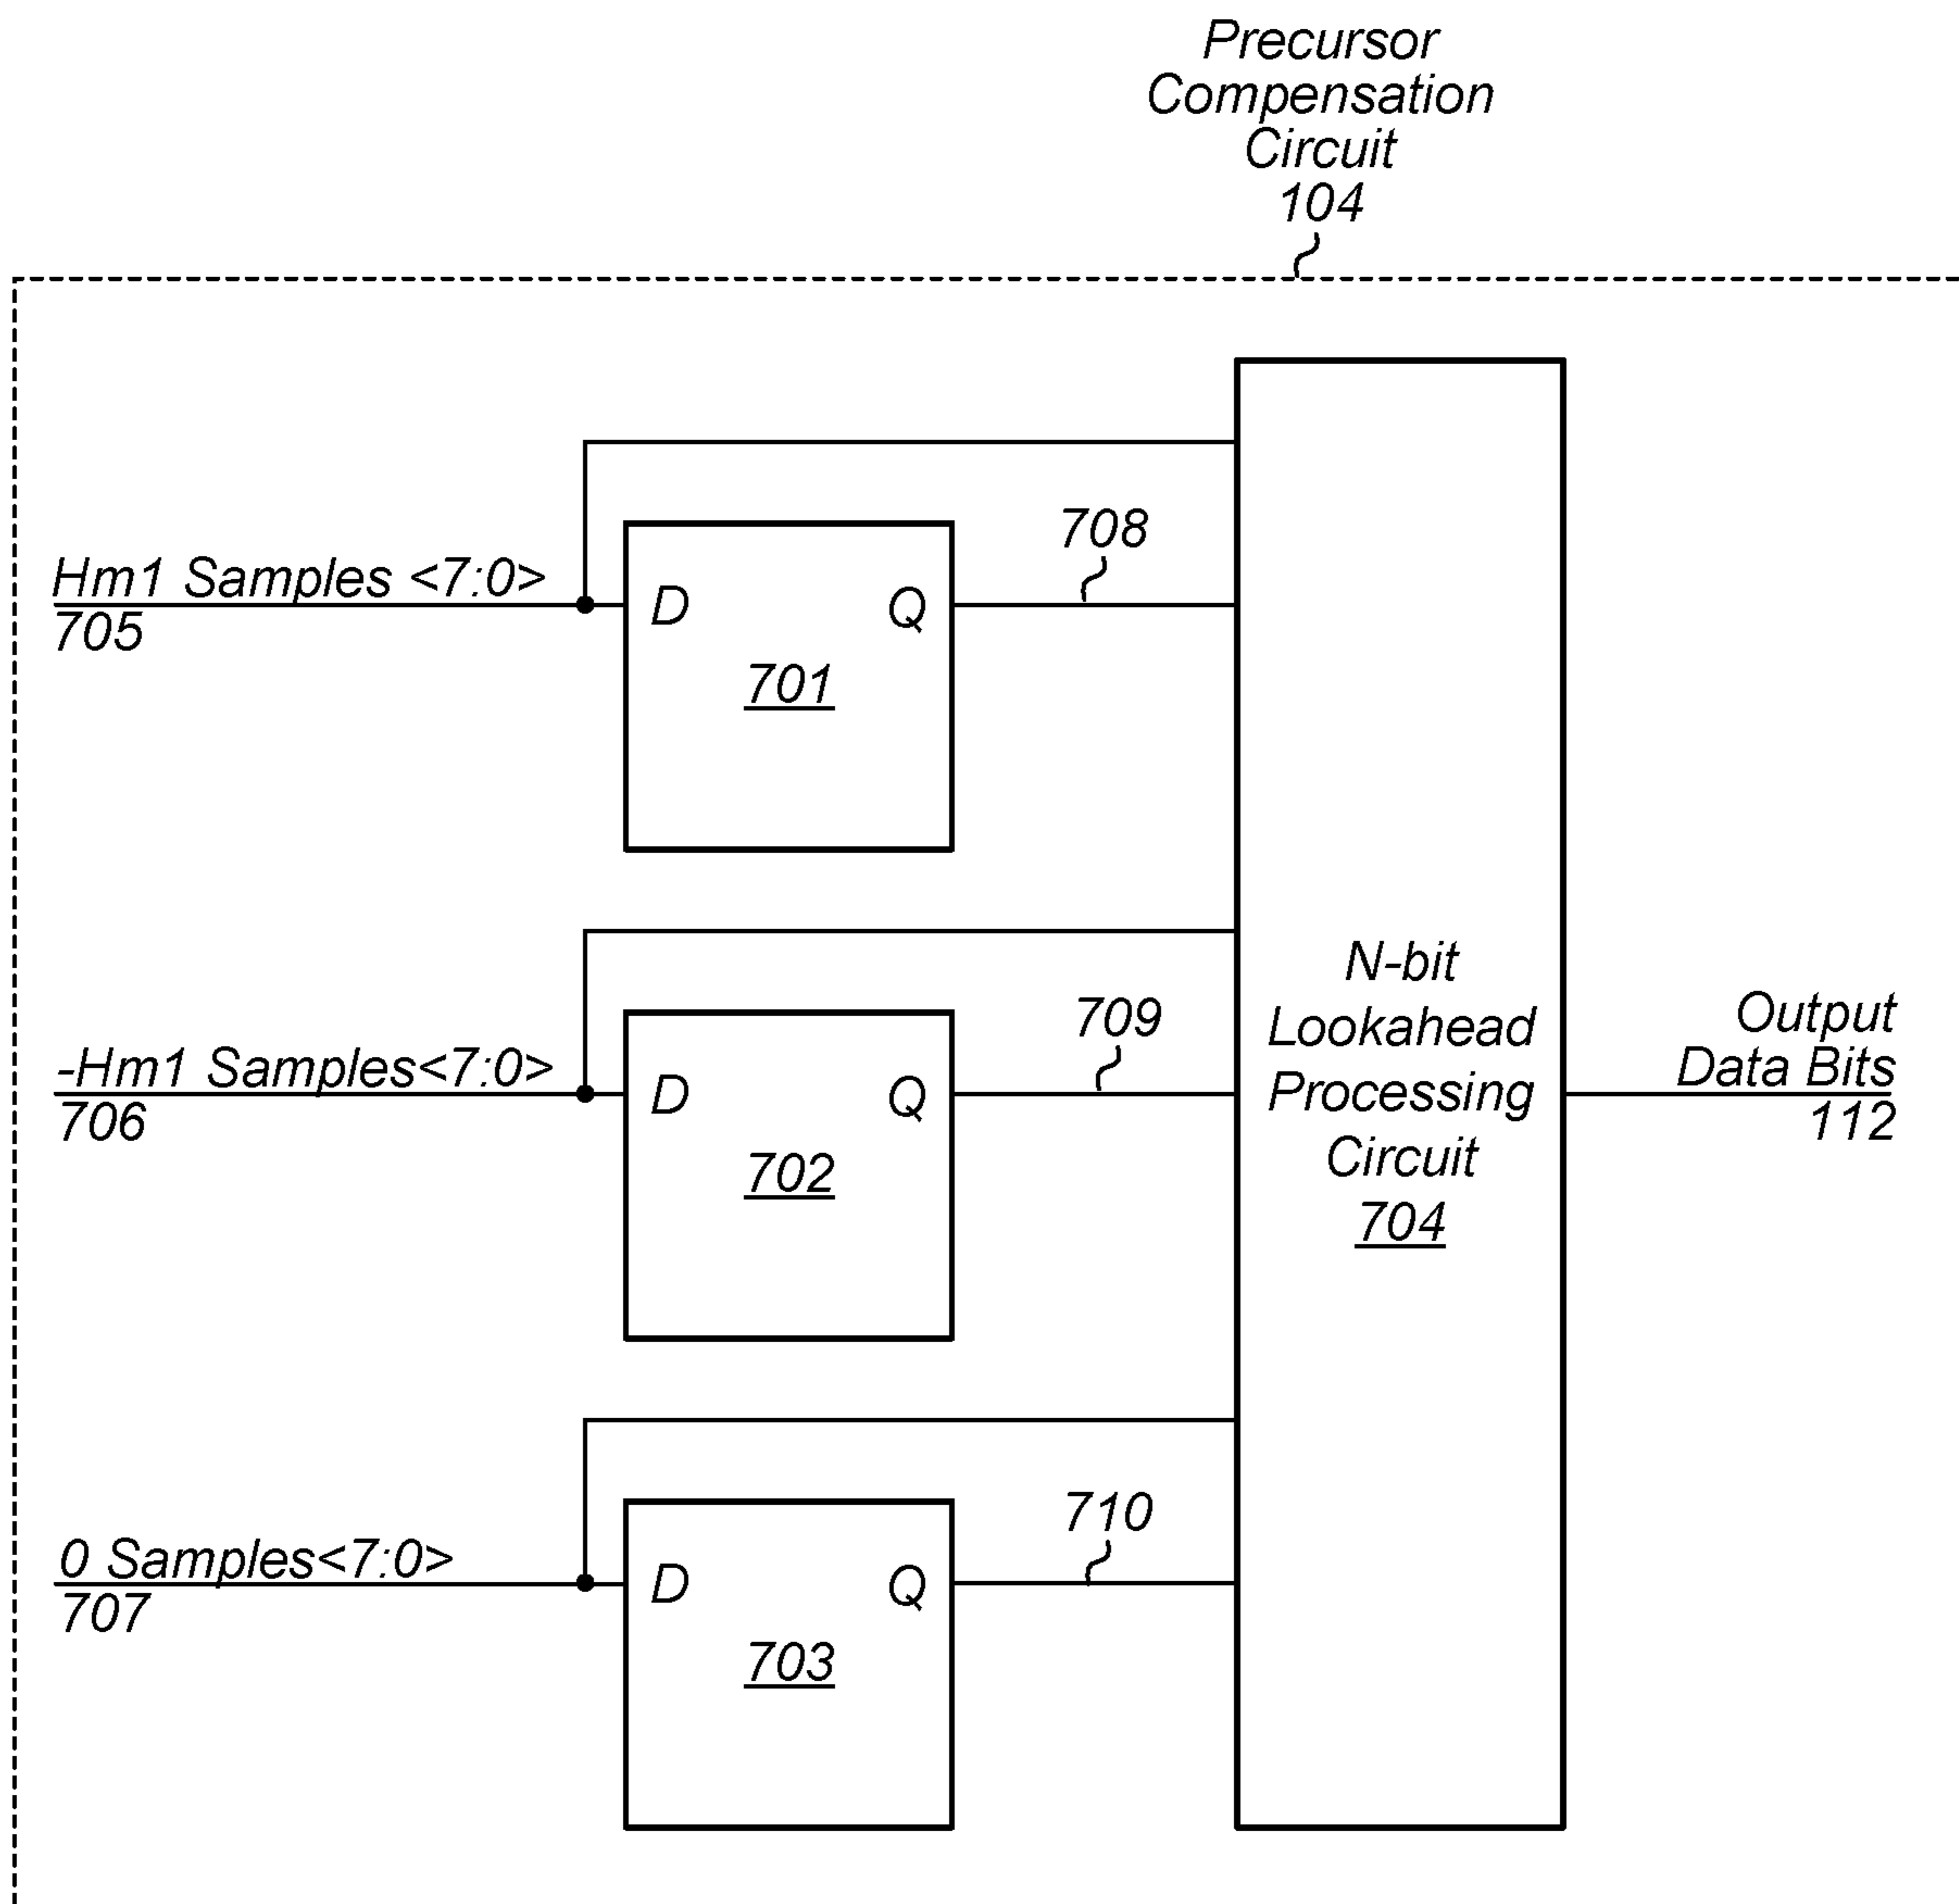 Precursor
Compensation
Circuit
104
708
Hm1 Samples <7:0>
705
D
Q
701
709
-Hm1 Samples<7:0>
706
D
Q
702
N-bit
Lookahead
Processing
Circuit
704
Output
Data Bits
112
710
0 Samples<7:0>
707
D
Q
703